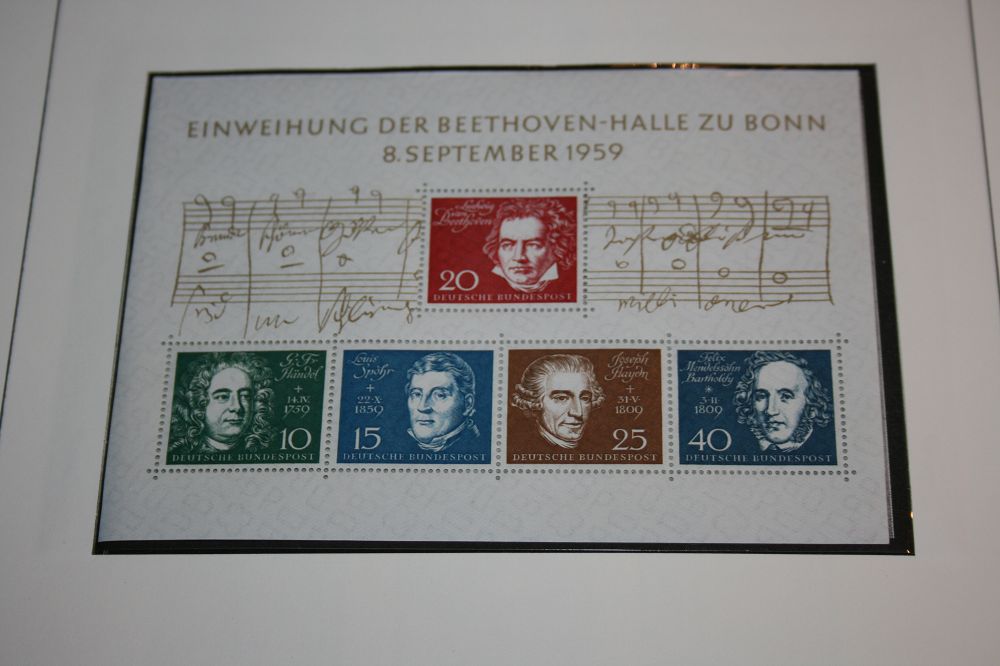 EINWEIHUNG DER BEETHOVEN-HALLE ZU BONN
8. SEPTEMBER 1959
Ludwig
van
Beethoven
20
DEUTSCHE BUNDESPOST
G.Fr.
Händel
+
14·IV
1759
10
DEUTSCHE BUNDESPOST
Louis
Spohr
+
22·X
1859
15
DEUTSCHE BUNDESPOST
Joseph
Haydn
+
31·V
1809
25
DEUTSCHE BUNDESPOST
Felix
Mendelssohn
Bartholdy
*
3·II
1809
40
DEUTSCHE BUNDESPOST